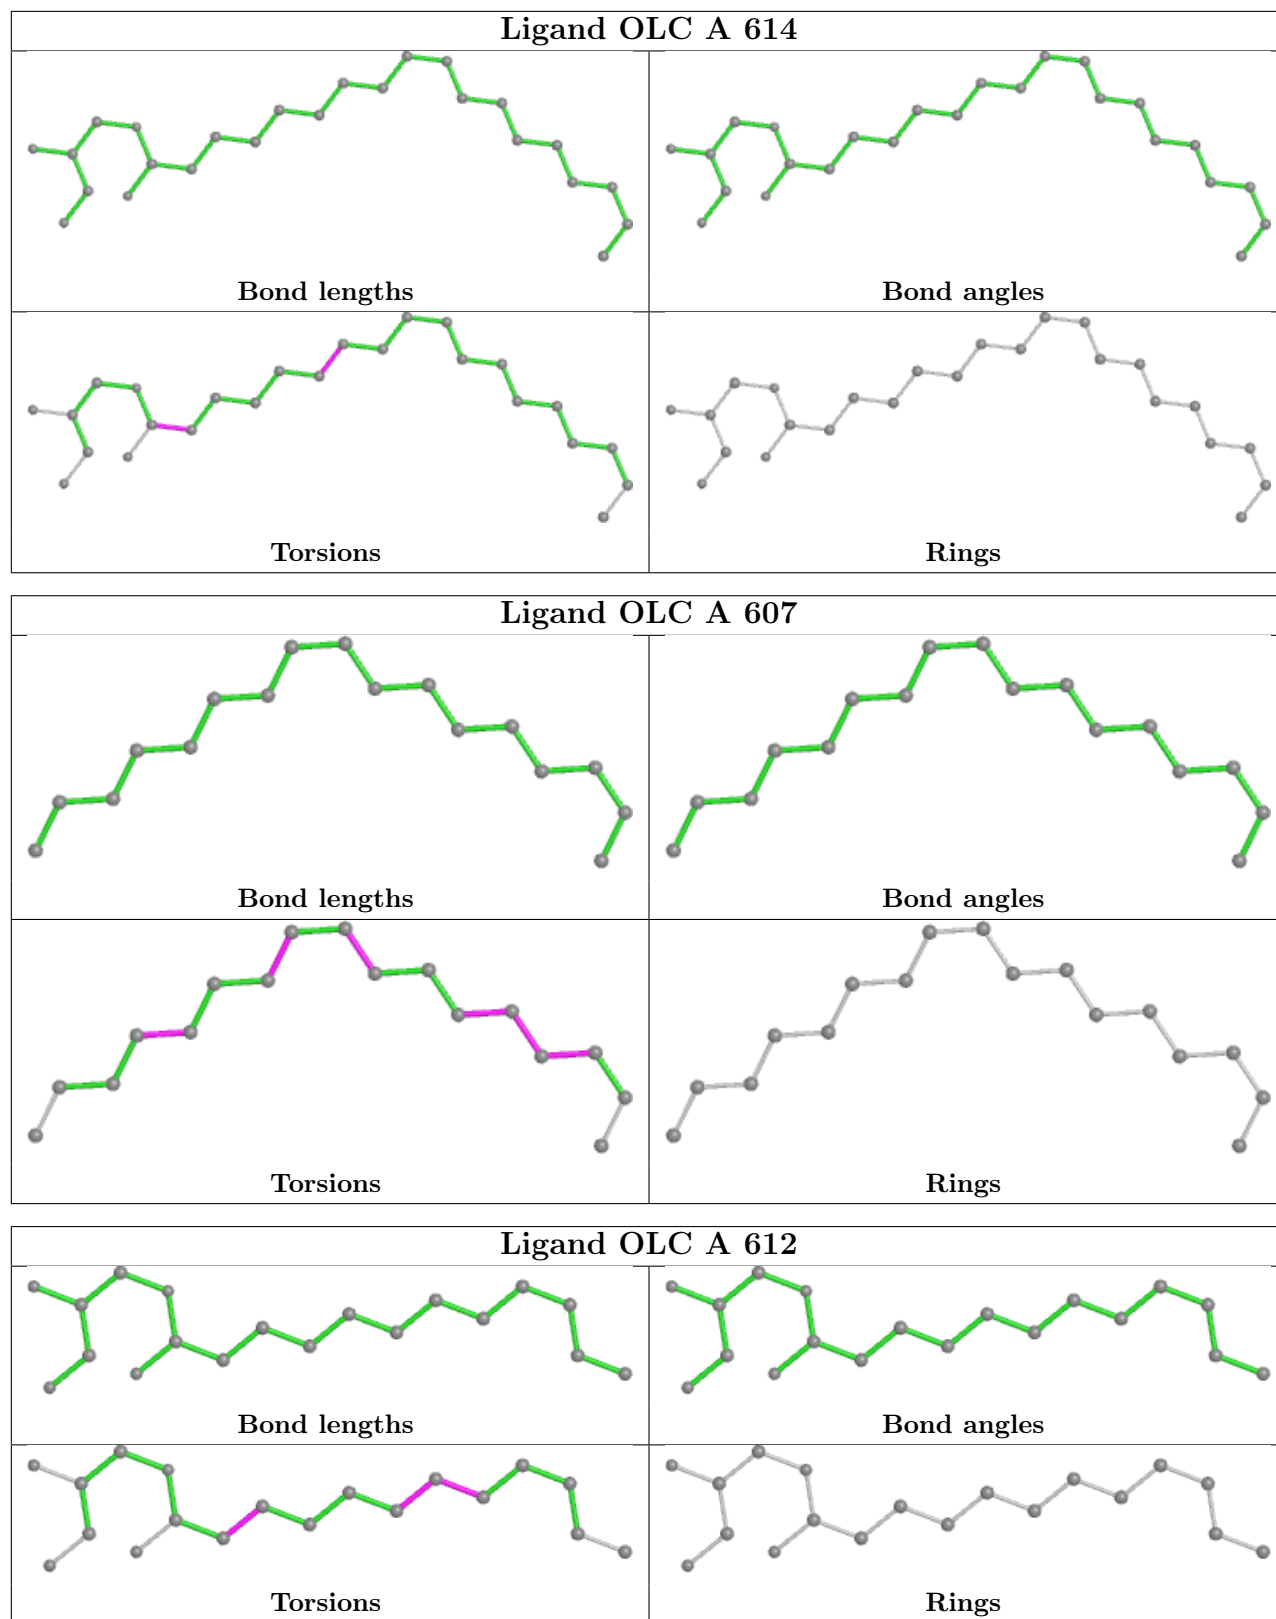 Ligand OLC A 614
Bond lengths
Bond angles
Torsions
Rings
Ligand OLC A 607
Bond lengths
Bond angles
Torsions
Rings
Ligand OLC A 612
Bond lengths
Bond angles
Torsions
Rings